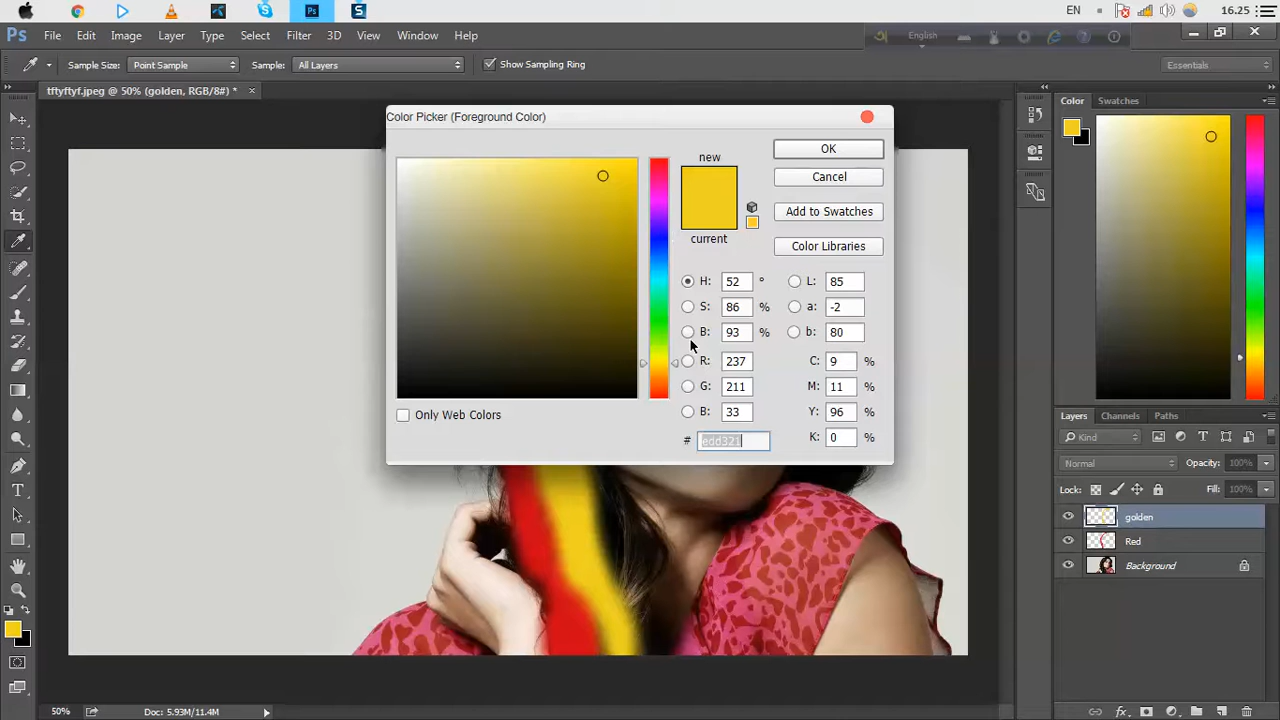 EN 16.25
Ps File Edit Image Layer Type Select Filter 3D View Window Help English
Sample Size: Point Sample Sample: All Layers Show Sampling Ring Essentials
tftyftyf.jpeg @ 50% (golden, RGB/8#) *
Color Picker (Foreground Color)
new
current
OK
Cancel
Add to Swatches
Color Libraries
H: 52 ° L: 85
S: 86 % a: -2
B: 93 % b: 80
R: 237 C: 9 %
G: 211 M: 11 %
B: 33 Y: 96 %
# edd321 K: 0 %
Only Web Colors
Color Swatches
Layers Channels Paths
Kind
Normal Opacity: 100%
Lock: Fill: 100%
golden
Red
Background
50% Doc: 5.93M/11.4M